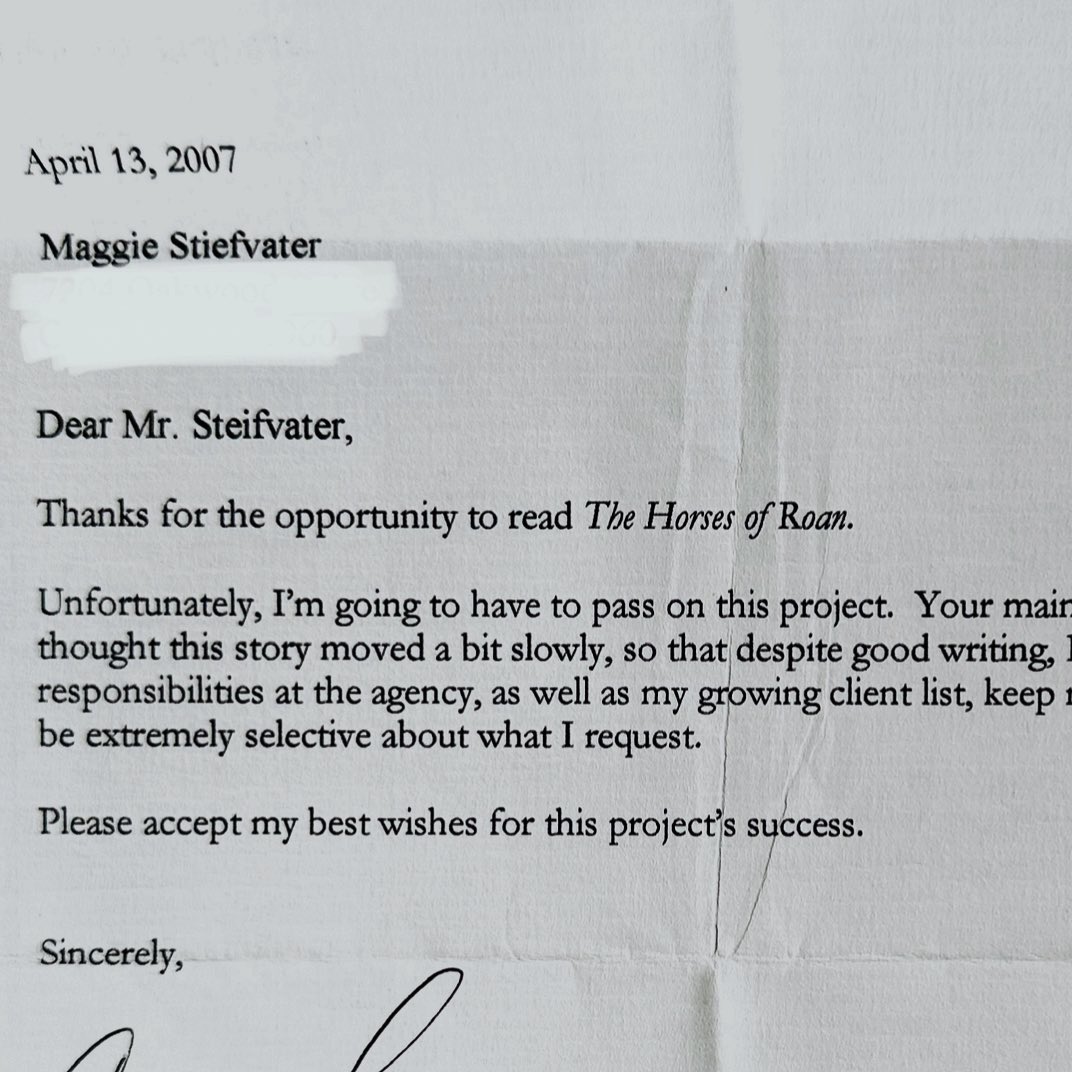 April 13, 2007
Maggie Stiefvater
Dear Mr. Steifvater,
Thanks for the opportunity to read The Horses of Roan.
Unfortunately, I'm going to have to pass on this project. Your main
thought this story moved a bit slowly, so that despite good writing, I
responsibilities at the agency, as well as my growing client list, keep
be extremely selective about what I request.
Please accept my best wishes for this project's success.
Sincerely,